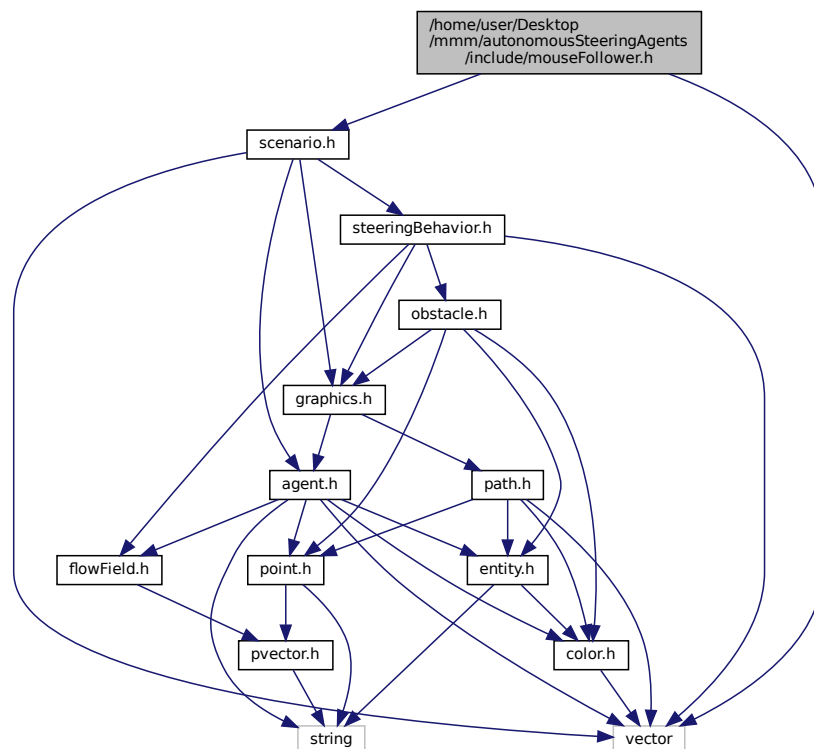 /home/user/Desktop
/mmm/autonomousSteeringAgents
/include/mouseFollower.h
scenario.h
steeringBehavior.h
obstacle.h
graphics.h
agent.h
path.h
flowField.h
point.h
entity.h
pvector.h
color.h
string
vector